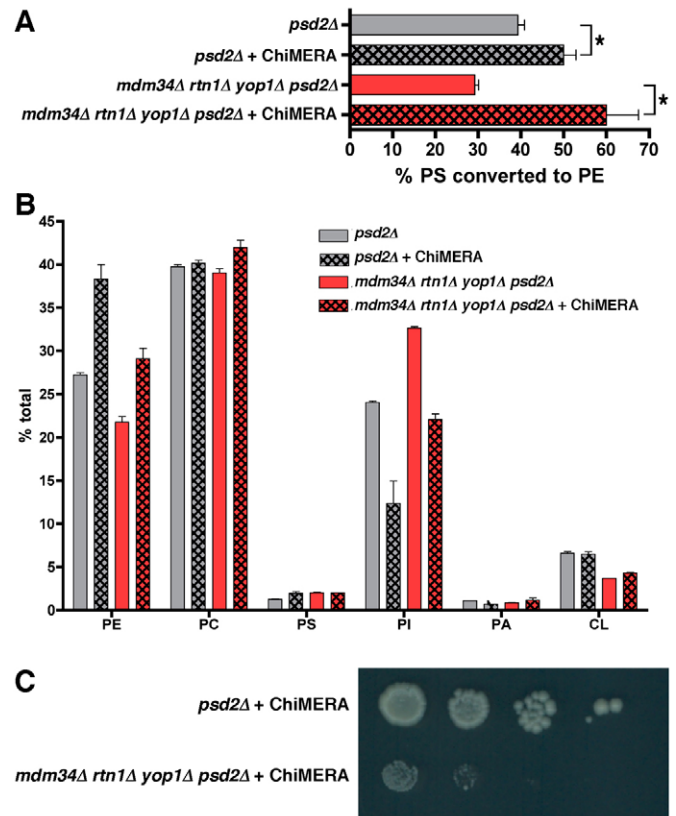 A
psd2Δ
psd2Δ + ChiMERA
*
mdm34Δ rtn1Δ yop1Δ psd2Δ
mdm34Δ rtn1Δ yop1Δ psd2Δ + ChiMERA
*
0 10 20 30 40 50 60 70
% PS converted to PE
B
45
40
35
30
25
20
15
10
5
0
% total
psd2Δ
psd2Δ + ChiMERA
mdm34Δ rtn1Δ yop1Δ psd2Δ
mdm34Δ rtn1Δ yop1Δ psd2Δ + ChiMERA
PE PC PS PI PA CL
C
psd2Δ + ChiMERA
mdm34Δ rtn1Δ yop1Δ psd2Δ + ChiMERA